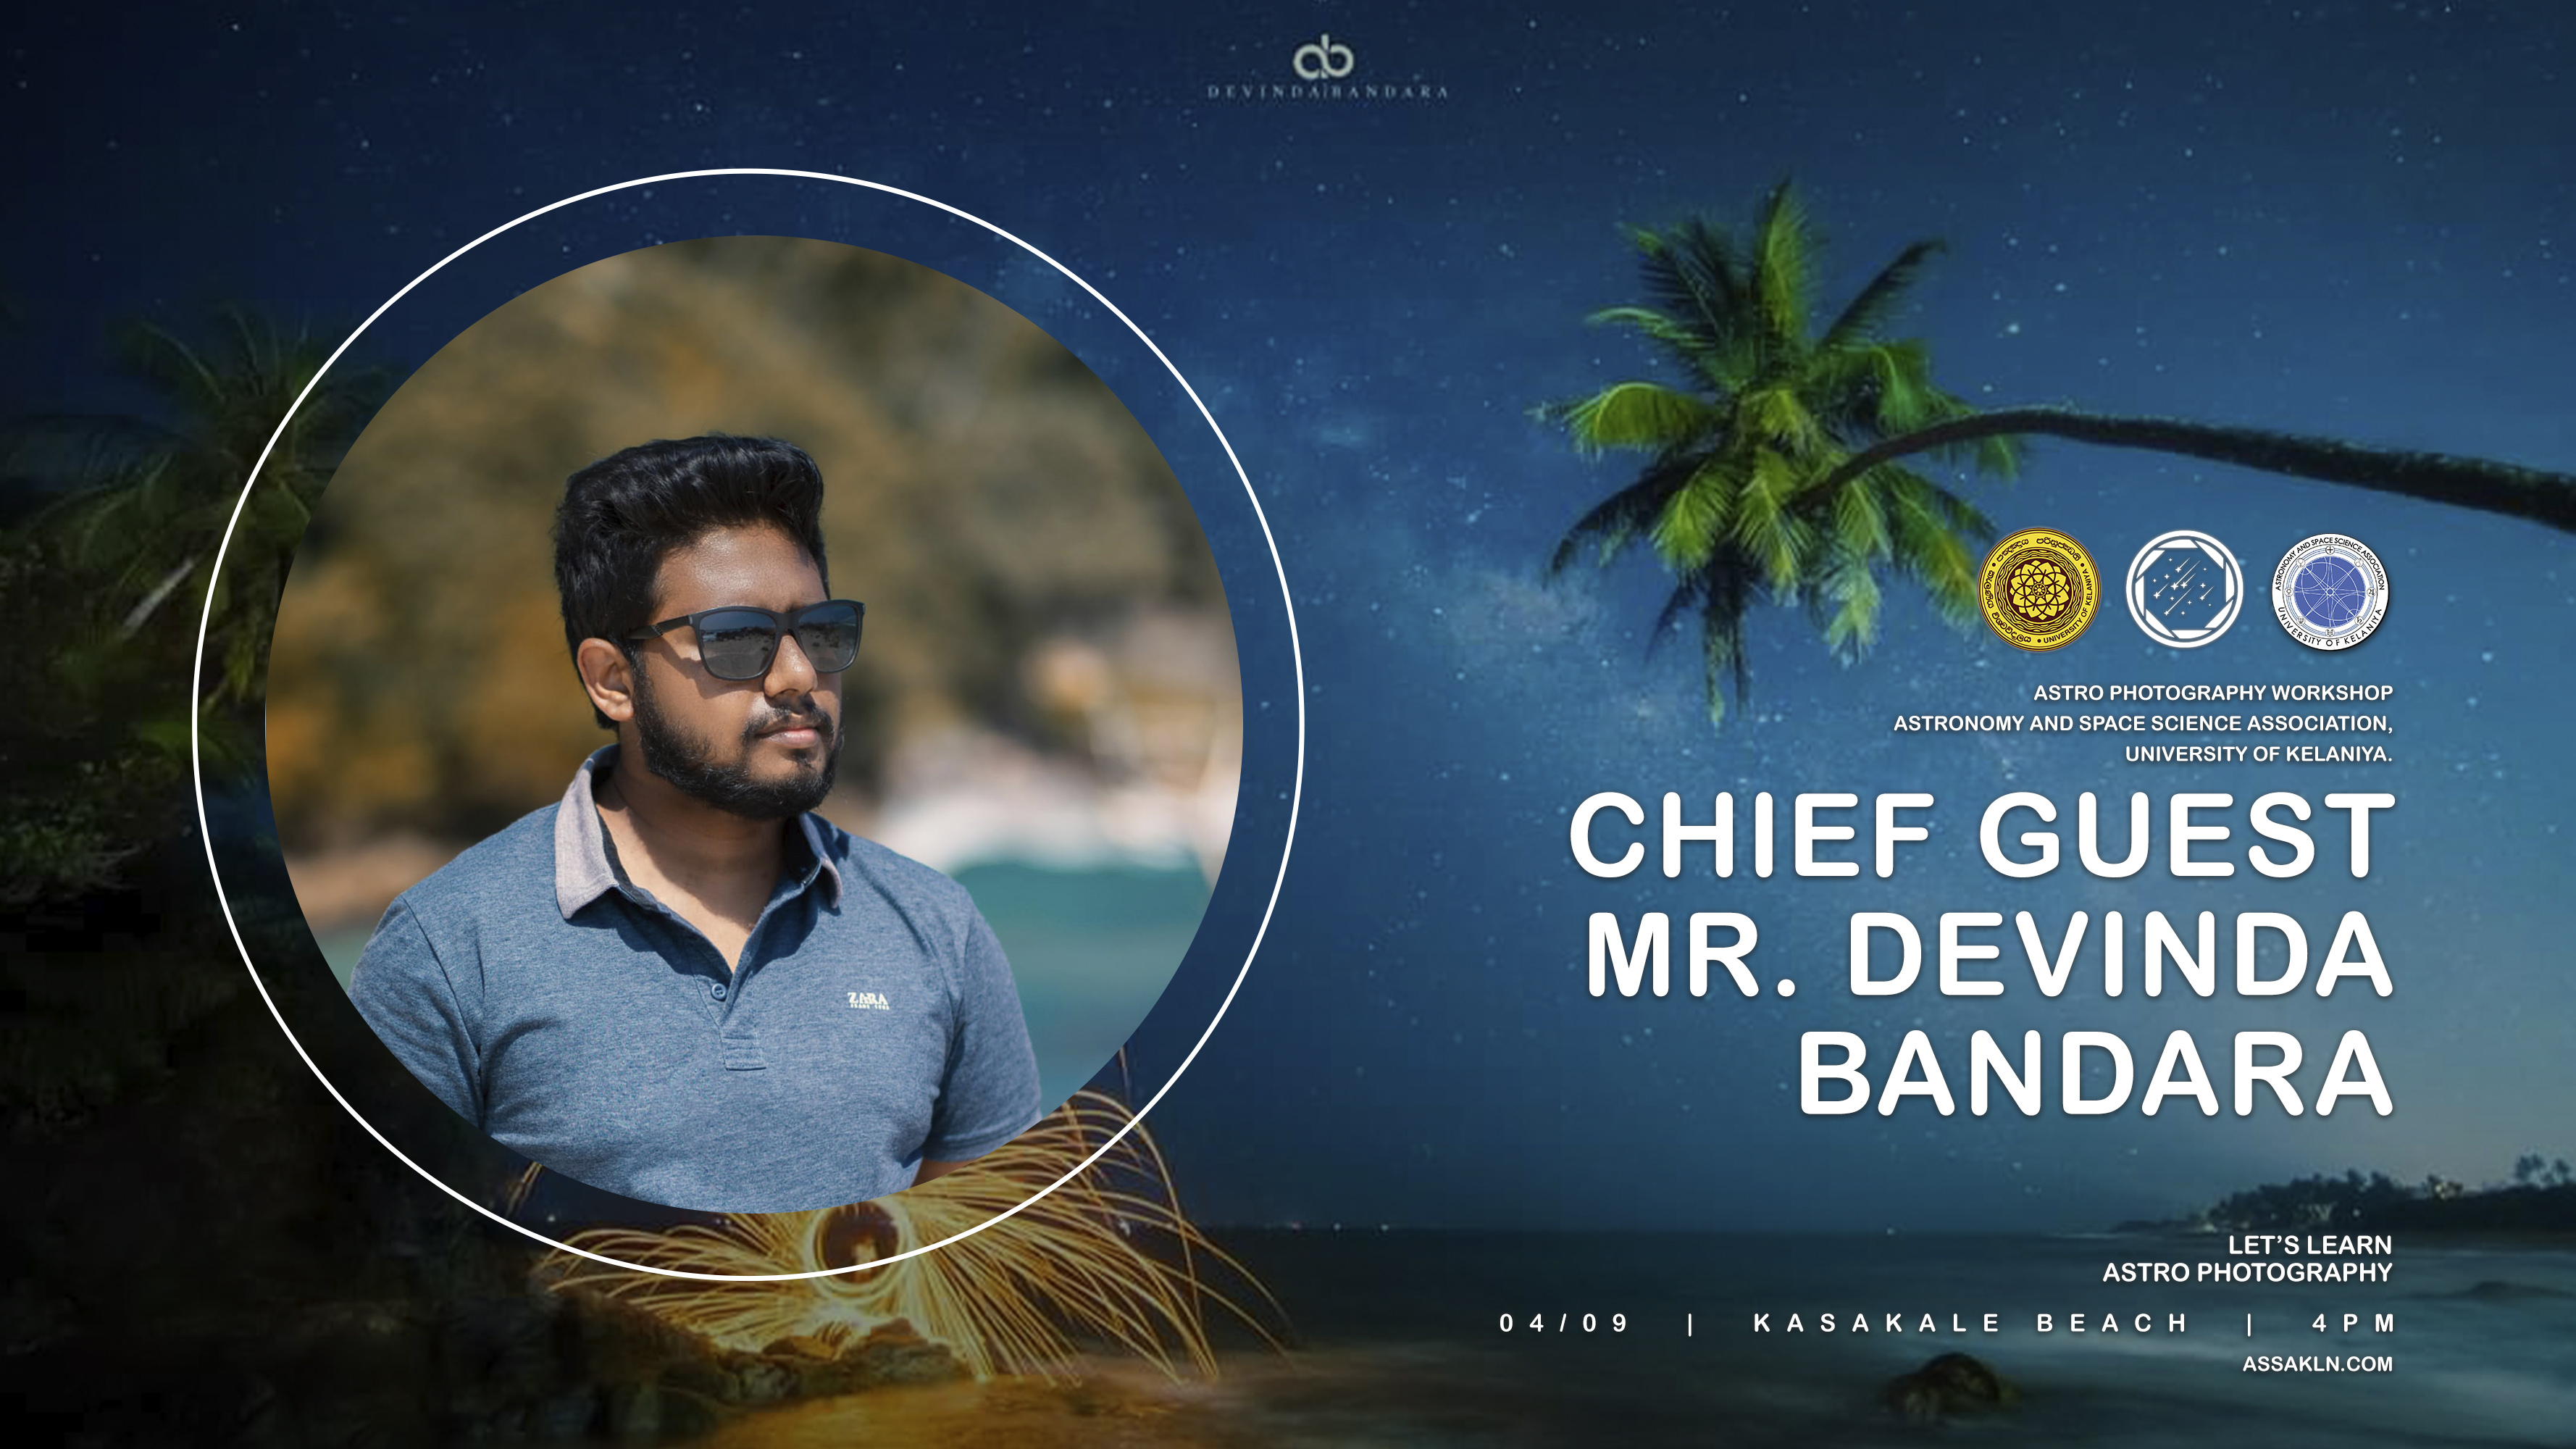 DEVINDA|BANDARA
ZARA
UNIVERSITY OF KELANIYA
ASTRONOMY AND SPACE SCIENCE ASSOCIATION
UNIVERSITY OF KELANIYA
ASTRO PHOTOGRAPHY WORKSHOP
ASTRONOMY AND SPACE SCIENCE ASSOCIATION,
UNIVERSITY OF KELANIYA.
CHIEF GUEST
MR. DEVINDA
BANDARA
LET’S LEARN
ASTRO PHOTOGRAPHY
04/09 | KASAKALE BEACH | 4PM
ASSAKLN.COM